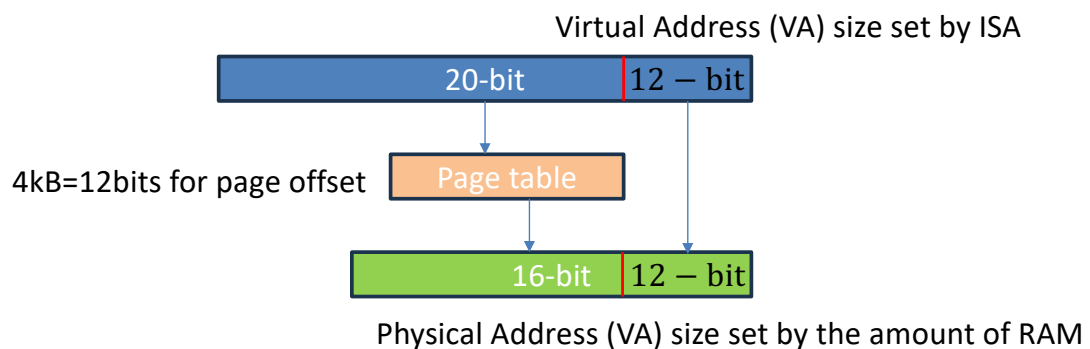 Virtual Address (VA) size set by ISA
20-bit 12 − bit
4kB=12bits for page offset Page table
16-bit 12 − bit
Physical Address (VA) size set by the amount of RAM